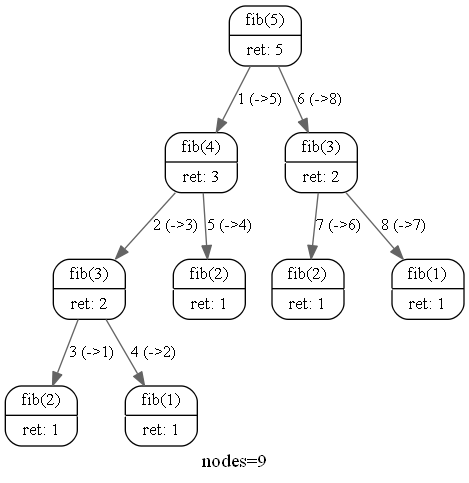 fib(5)
ret: 5
1 (->5)
6 (->8)
fib(4)
ret: 3
fib(3)
ret: 2
2 (->3)
5 (->4)
7 (->6)
8 (->7)
fib(3)
ret: 2
fib(2)
ret: 1
fib(2)
ret: 1
fib(1)
ret: 1
3 (->1)
4 (->2)
fib(2)
ret: 1
fib(1)
ret: 1
nodes=9